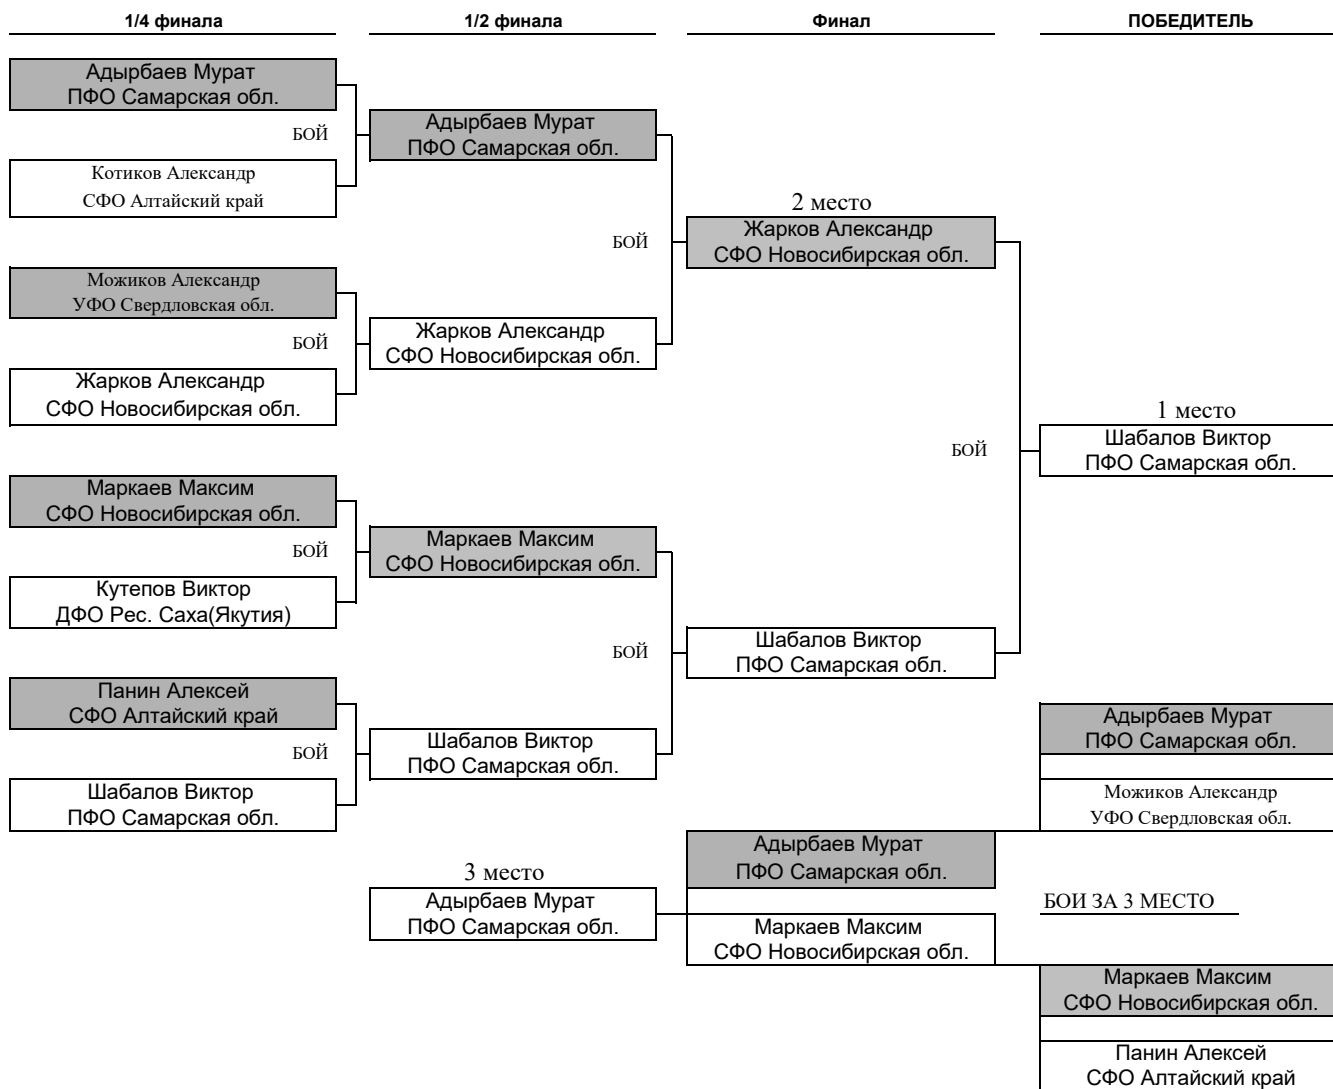 1/4 финала
1/2 финала
Финал
ПОБЕДИТЕЛЬ
Адырбаев Мурат
ПФО Самарская обл.
БОЙ
Котиков Александр
СФО Алтайский край
Можиков Александр
УФО Свердловская обл.
БОЙ
Жарков Александр
СФО Новосибирская обл.
Маркаев Максим
СФО Новосибирская обл.
БОЙ
Кутепов Виктор
ДФО Рес. Саха(Якутия)
Панин Алексей
СФО Алтайский край
БОЙ
Шабалов Виктор
ПФО Самарская обл.
Адырбаев Мурат
ПФО Самарская обл.
БОЙ
Жарков Александр
СФО Новосибирская обл.
Маркаев Максим
СФО Новосибирская обл.
БОЙ
Шабалов Виктор
ПФО Самарская обл.
2 место
Жарков Александр
СФО Новосибирская обл.
БОЙ
Шабалов Виктор
ПФО Самарская обл.
1 место
Шабалов Виктор
ПФО Самарская обл.
Адырбаев Мурат
ПФО Самарская обл.
Можиков Александр
УФО Свердловская обл.
3 место
Адырбаев Мурат
ПФО Самарская обл.
Адырбаев Мурат
ПФО Самарская обл.
Маркаев Максим
СФО Новосибирская обл.
БОИ ЗА 3 МЕСТО
Маркаев Максим
СФО Новосибирская обл.
Панин Алексей
СФО Алтайский край